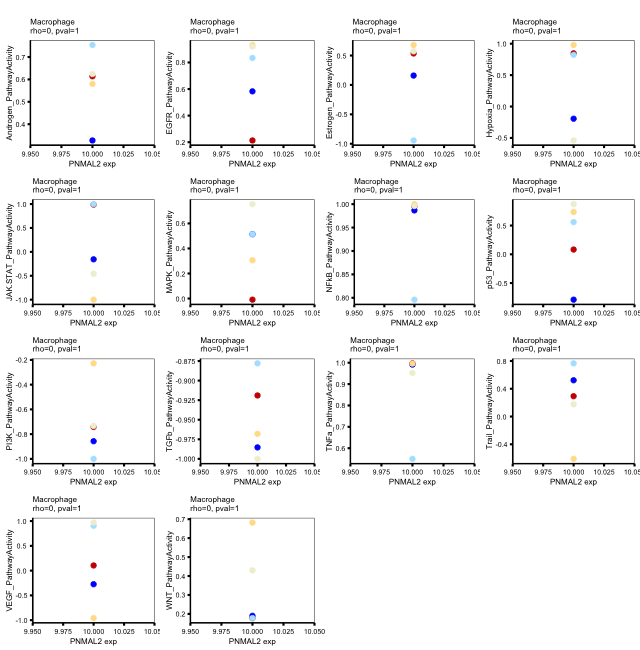 Macrophage
rho=0, pval=1
Androgen_PathwayActivity
0.7
0.6
0.5
0.4
9.950 9.975 10.000 10.025 10.05
PNMAL2 exp
Macrophage
rho=0, pval=1
EGFR_PathwayActivity
0.8
0.6
0.4
0.2
9.950 9.975 10.000 10.025 10.05
PNMAL2 exp
Macrophage
rho=0, pval=1
Estrogen_PathwayActivity
0.5
0.0
-0.5
-1.0
9.950 9.975 10.000 10.025 10.05
PNMAL2 exp
Macrophage
rho=0, pval=1
Hypoxia_PathwayActivity
1.0
0.5
0.0
-0.5
9.950 9.975 10.000 10.025 10.05
PNMAL2 exp
Macrophage
rho=0, pval=1
JAK.STAT_PathwayActivity
1.0
0.5
0.0
-0.5
-1.0
9.950 9.975 10.000 10.025 10.05
PNMAL2 exp
Macrophage
rho=0, pval=1
MAPK_PathwayActivity
0.6
0.4
0.2
0.0
9.950 9.975 10.000 10.025 10.05
PNMAL2 exp
Macrophage
rho=0, pval=1
NFkB_PathwayActivity
1.00
0.95
0.90
0.85
0.80
9.950 9.975 10.000 10.025 10.05
PNMAL2 exp
Macrophage
rho=0, pval=1
p53_PathwayActivity
0.5
0.0
-0.5
9.950 9.975 10.000 10.025 10.05
PNMAL2 exp
Macrophage
rho=0, pval=1
PI3K_PathwayActivity
-0.2
-0.4
-0.6
-0.8
-1.0
9.950 9.975 10.000 10.025 10.05
PNMAL2 exp
Macrophage
rho=0, pval=1
TGFb_PathwayActivity
-0.875
-0.900
-0.925
-0.950
-0.975
-1.000
9.950 9.975 10.000 10.025 10.05
PNMAL2 exp
Macrophage
rho=0, pval=1
TNFa_PathwayActivity
1.0
0.9
0.8
0.7
0.6
9.950 9.975 10.000 10.025 10.05
PNMAL2 exp
Macrophage
rho=0, pval=1
Trail_PathwayActivity
0.8
0.4
0.0
-0.4
9.950 9.975 10.000 10.025 10.05
PNMAL2 exp
Macrophage
rho=0, pval=1
VEGF_PathwayActivity
1.0
0.5
0.0
-0.5
-1.0
9.950 9.975 10.000 10.025 10.05
PNMAL2 exp
Macrophage
rho=0, pval=1
WNT_PathwayActivity
0.7
0.6
0.5
0.4
0.3
0.2
9.950 9.975 10.000 10.025 10.050
PNMAL2 exp